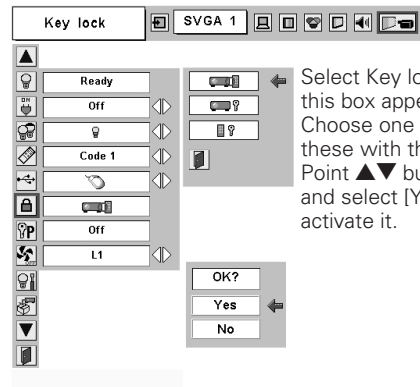 Key lock
SVGA 1
Ready
Off
Code 1
Off
L1
OK?
Yes
No
Select Key lo
this box appe
Choose one
these with th
Point ▲▼ bu
and select [Y
activate it.